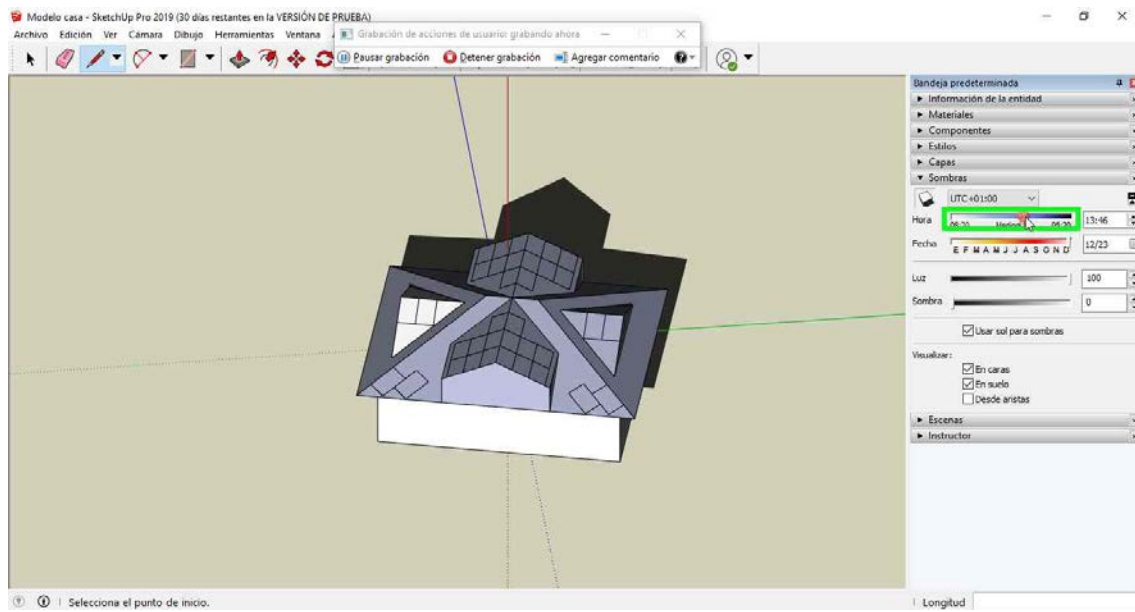 Modelo casa - SketchUp Pro 2019 (30 días restantes en la VERSIÓN DE PRUEBA)
Archivo Edición Ver Cámara Dibujo Herramientas Ventana
Grabación de acciones de usuario: grabando ahora
Pausar grabación Detener grabación Agregar comentario
Bandeja predeterminada
Información de la entidad
Materiales
Componentes
Estilos
Capas
Sombras
UTC+01:00
Hora 13:46
Fecha E F M A M J J A S O N D 12/23
Luz 100
Sombra 0
Usar sol para sombras
Visualizar:
En caras
En suelo
Desde aristas
Escenas
Instructor
Selecciona el punto de inicio.
Longitud